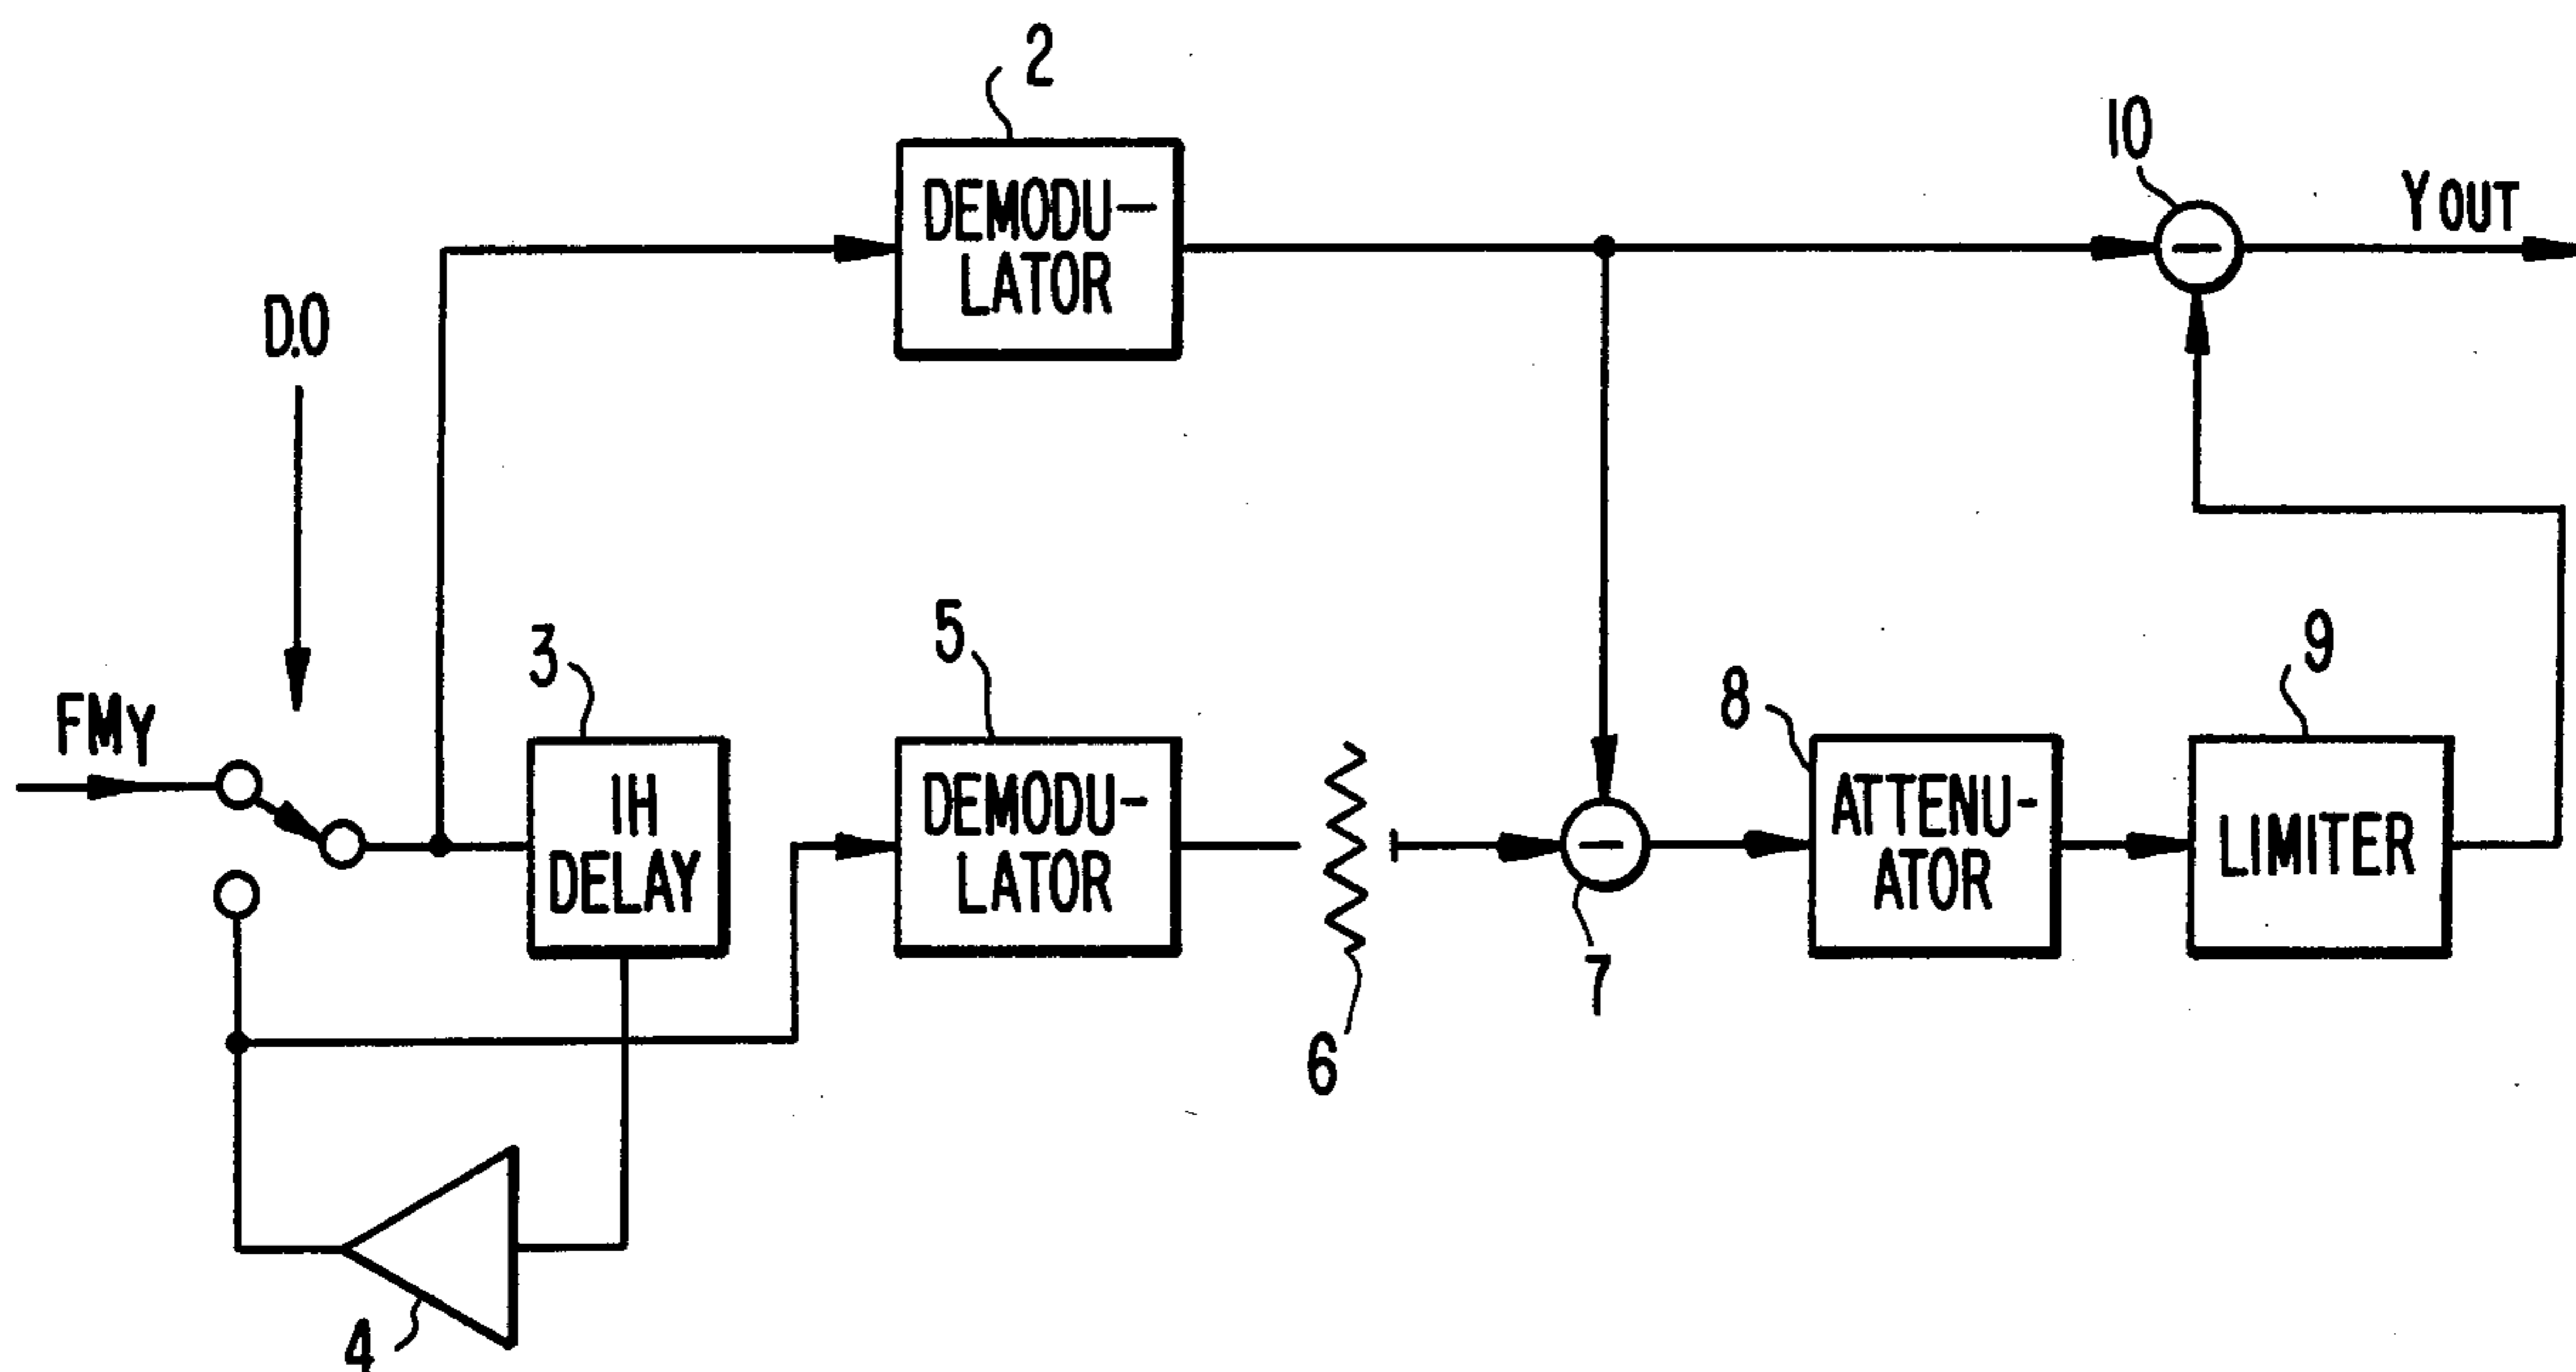 2
10
DEMODU-
LATOR
YOUT
D.O
3
5
9
8
FMY
1H
DELAY
DEMODU-
LATOR
ATTENU-
ATOR
LIMITER
7
6
4